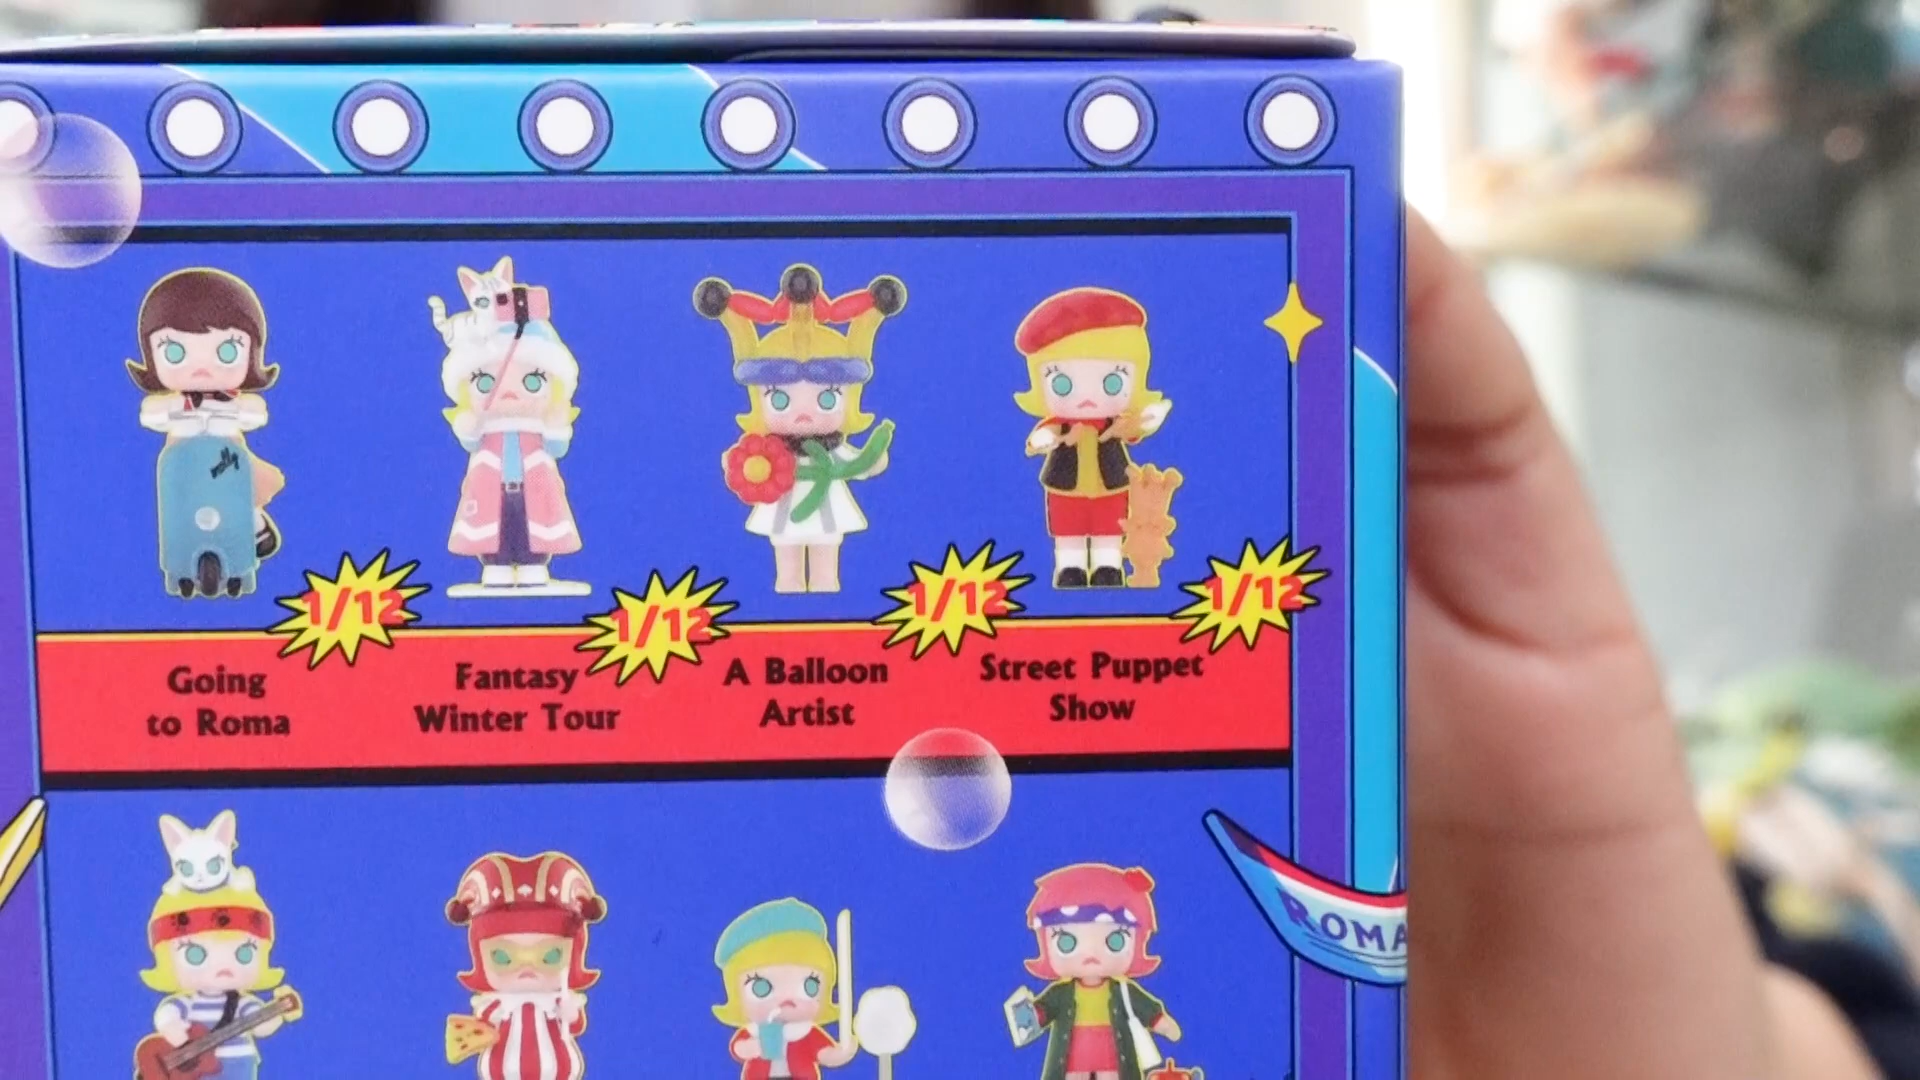 molly
1/12
1/12
1/12
1/12
Going
to Roma
Fantasy
Winter Tour
A Balloon
Artist
Street Puppet
Show
ROMA